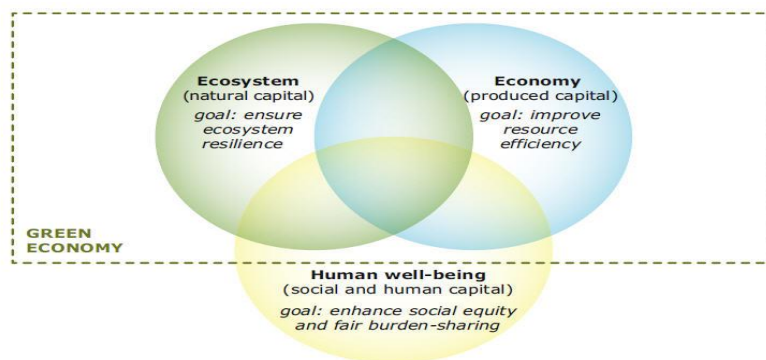 Ecosystem
(natural capital)
goal: ensure
ecosystem
resilience
Economy
(produced capital)
goal: improve
resource
efficiency
GREEN
ECONOMY
Human well-being
(social and human capital)
goal: enhance social equity
and fair burden-sharing